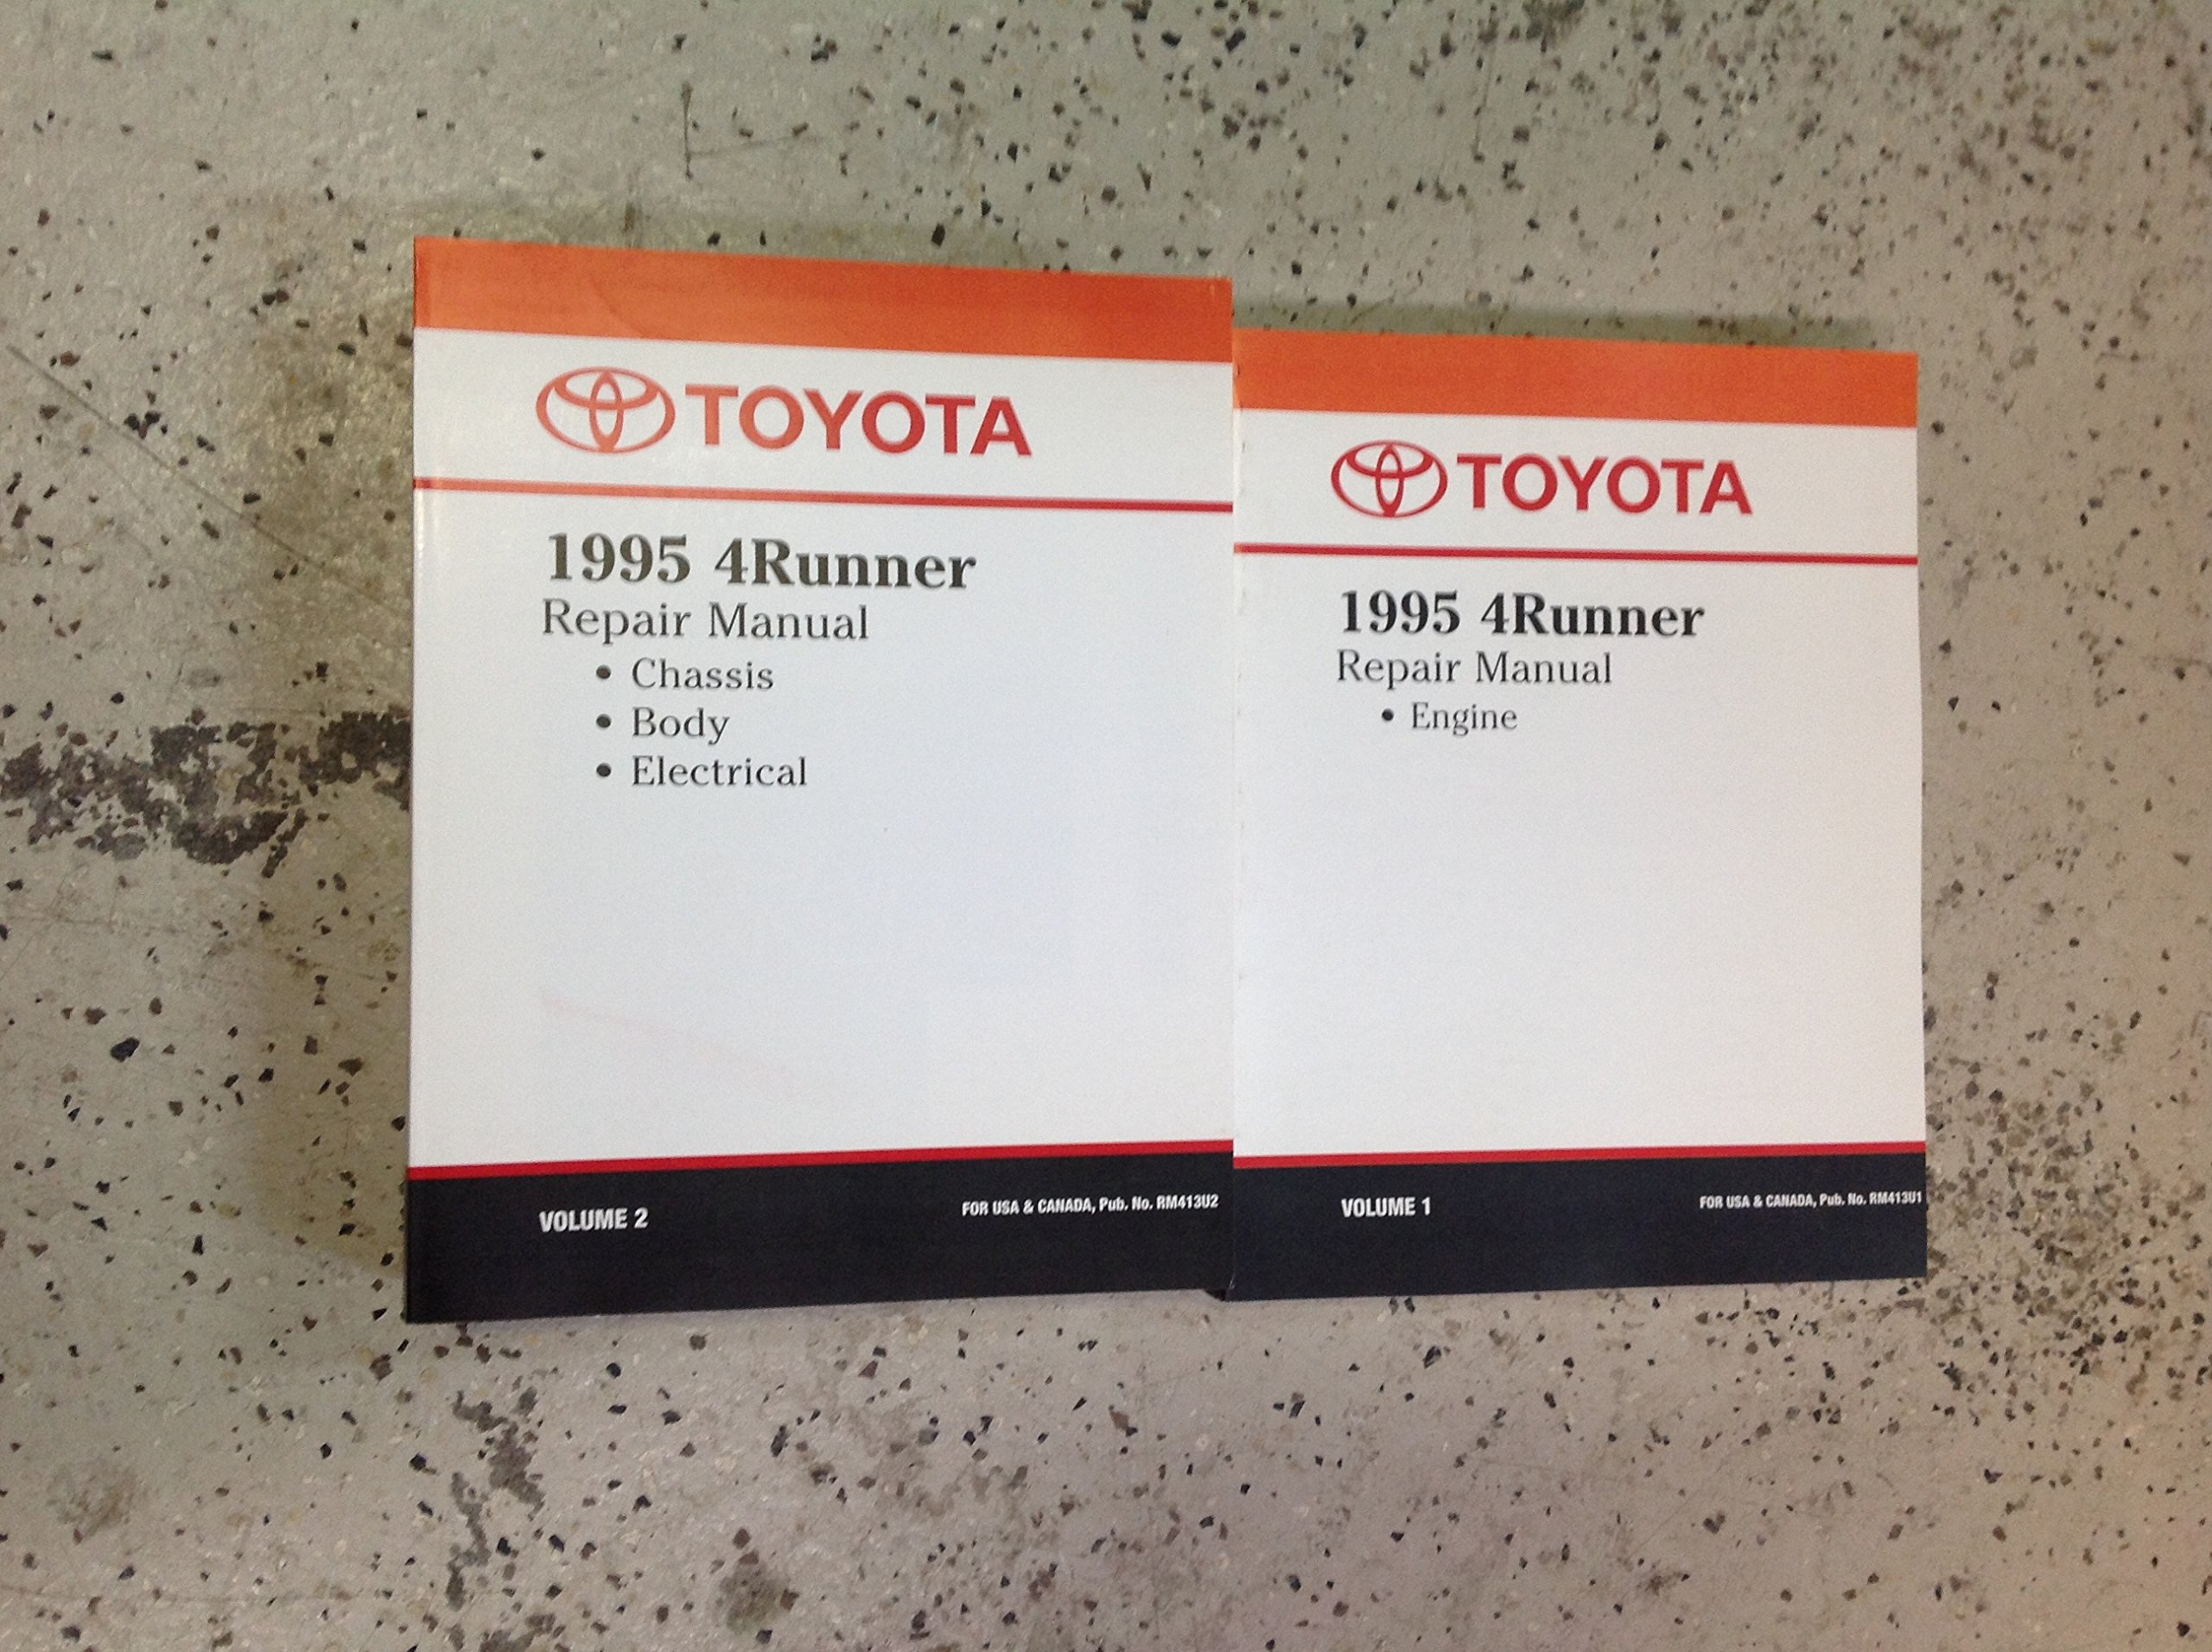 TOYOTA
1995 4Runner
Repair Manual
• Chassis
• Body
• Electrical
VOLUME 2
FOR USA & CANADA, Pub. No. RM413U2
TOYOTA
1995 4Runner
Repair Manual
• Engine
VOLUME 1
FOR USA & CANADA, Pub. No. RM413U1